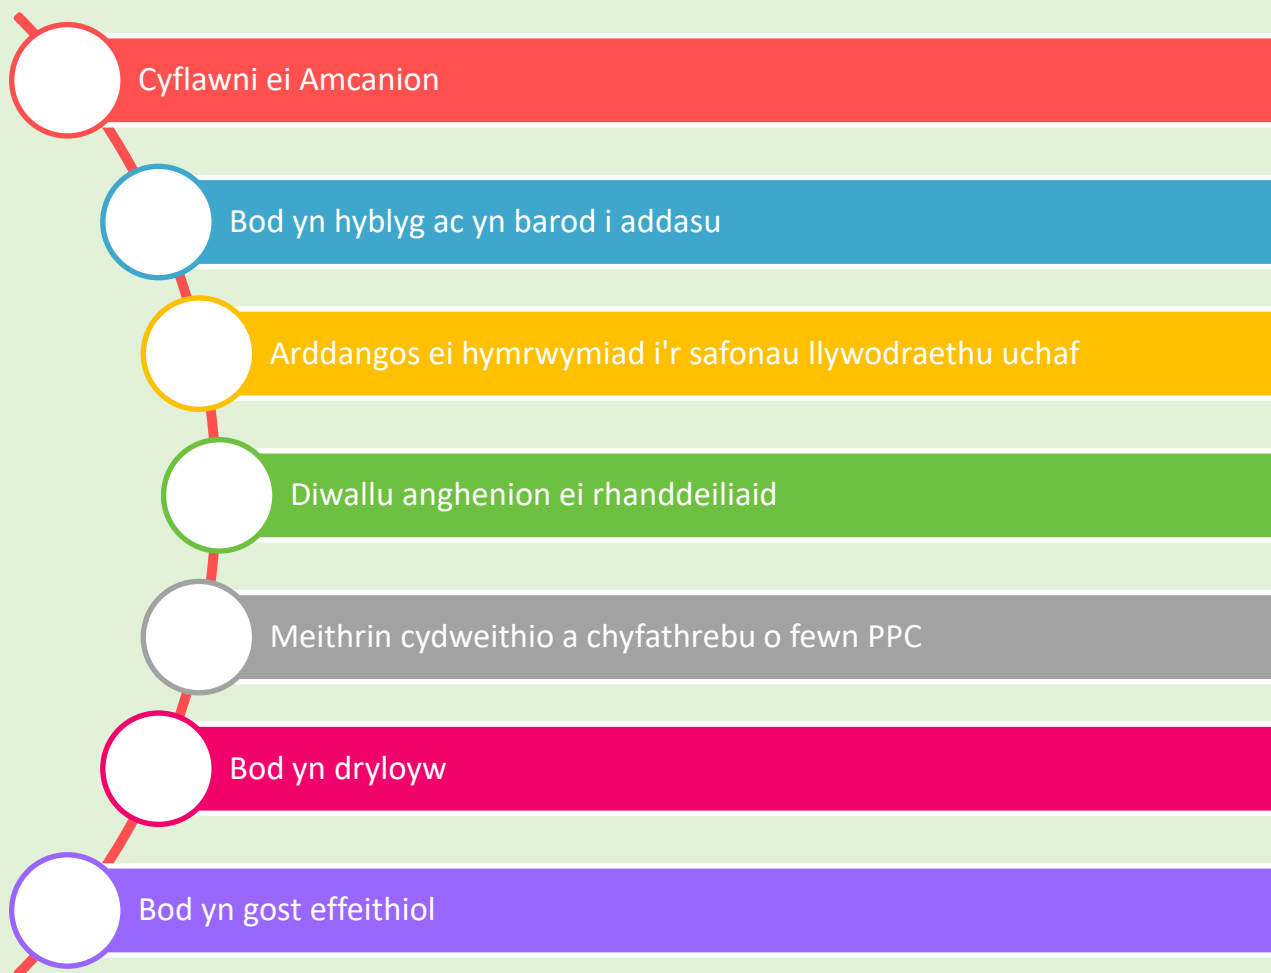 Cyflawni ei Amcanion
Bod yn hyblyg ac yn barod i addasu
Arddangos ei hymrwymiad i'r safonau llywodraethu uchaf
Diwallu anghenion ei rhanddeiliaid
Meithrin cydweithio a chyfathrebu o fewn PPC
Bod yn dryloyw
Bod yn gost effeithiol